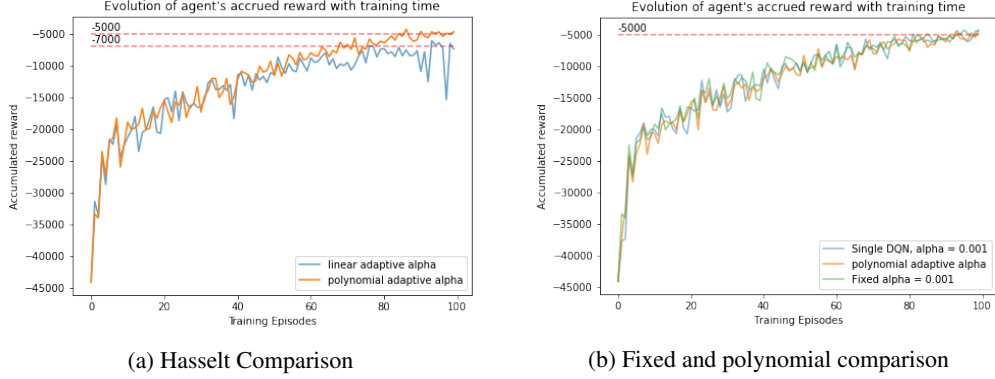 Evolution of agent's accrued reward with training time
-5000
-7000
−5000
−10000
−15000
−20000
−25000
−30000
−35000
−40000
−45000
Accumulated reward
linear adaptive alpha
polynomial adaptive alpha
0 20 40 60 80 100
Training Episodes
(a) Hasselt Comparison
Evolution of agent's accrued reward with training time
-5000
−5000
−10000
−15000
−20000
−25000
−30000
−35000
−40000
−45000
Accumulated reward
Single DQN, alpha = 0.001
polynomial adaptive alpha
Fixed alpha = 0.001
0 20 40 60 80 100
Training Episodes
(b) Fixed and polynomial comparison